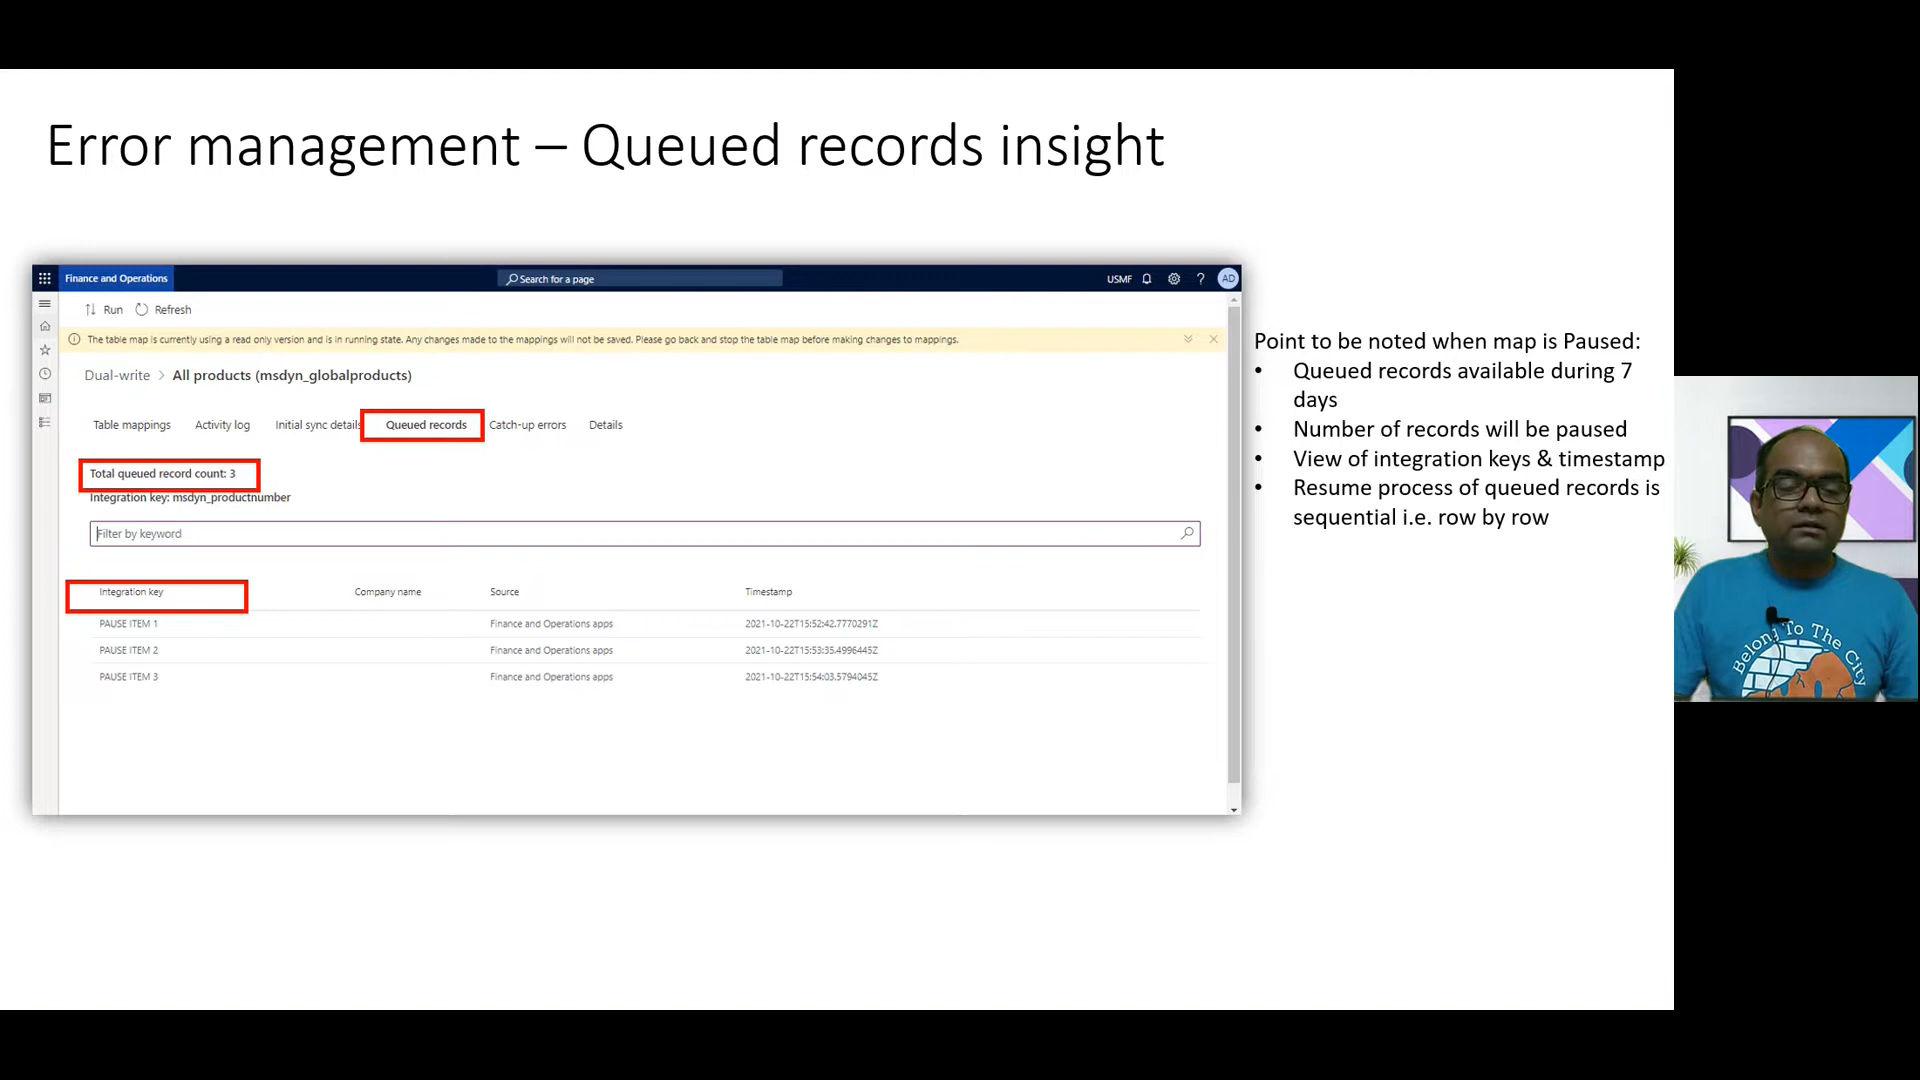 Error management – Queued records insight
Finance and Operations
Search for a page
USMF
?
AD
Run
Refresh
The table map is currently using a read only version and is in running state. Any changes made to the mappings will not be saved. Please go back and stop the table map before making changes to mappings.
Dual-write > All products (msdyn_globalproducts)
Table mappings
Activity log
Initial sync details
Queued records
Catch-up errors
Details
Total queued record count: 3
Integration key: msdyn_productnumber
Filter by keyword
Integration key
Company name
Source
Timestamp
PAUSE ITEM 1
Finance and Operations apps
2021-10-22T15:52:42.7770291Z
PAUSE ITEM 2
Finance and Operations apps
2021-10-22T15:53:35.4996445Z
PAUSE ITEM 3
Finance and Operations apps
2021-10-22T15:54:03.5794045Z
Point to be noted when map is Paused:
• Queued records available during 7
days
• Number of records will be paused
• View of integration keys & timestamp
• Resume process of queued records is
sequential i.e. row by row
Belong To The City